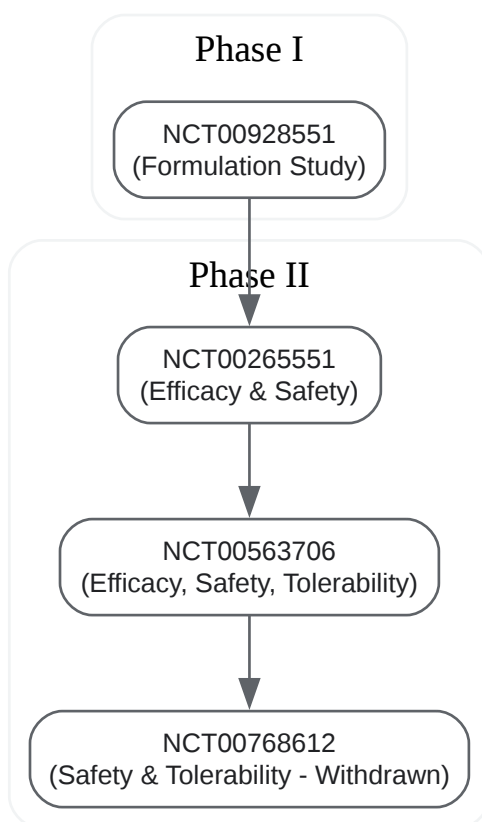 Phase I
NCT00928551
(Formulation Study)
Phase II
NCT00265551
(Efficacy & Safety)
NCT00563706
(Efficacy, Safety, Tolerability)
NCT00768612
(Safety & Tolerability - Withdrawn)